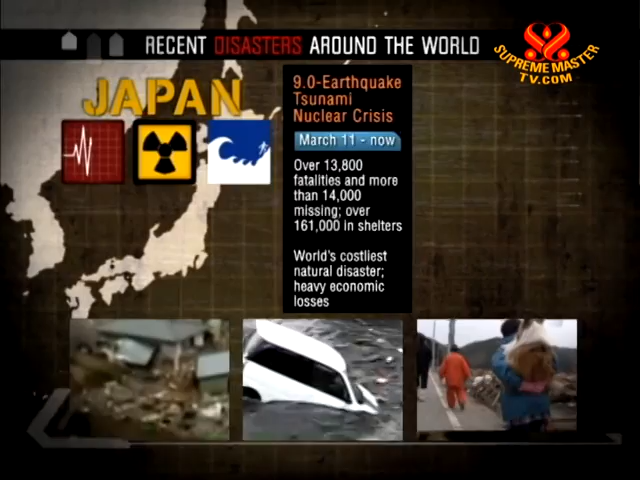 RECENT DISASTERS AROUND THE WORLD
SUPREME MASTER
TV.COM
JAPAN
9.0-Earthquake
Tsunami
Nuclear Crisis
March 11 - now
Over 13,800
fatalities and more
than 14,000
missing; over
161,000 in shelters
World's costliest
natural disaster;
heavy economic
losses